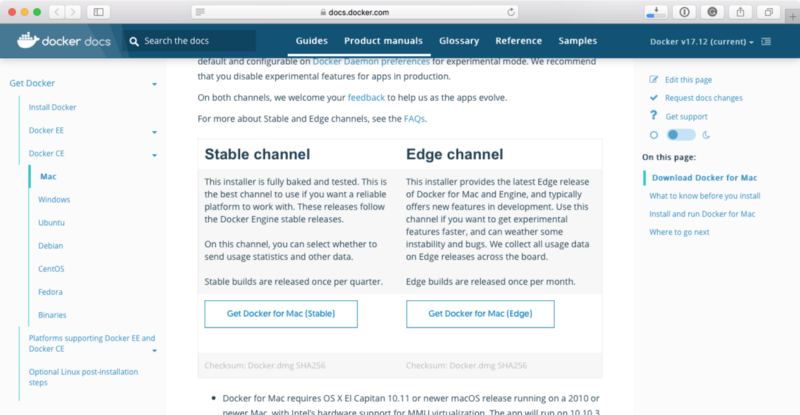 docs.docker.com
docker docs
Search the docs
Guides
Product manuals
Glossary
Reference
Samples
Docker v17.12 (current)
Get Docker
Install Docker
Docker EE
Docker CE
Mac
Windows
Ubuntu
Debian
CentOS
Fedora
Binaries
Platforms supporting Docker EE and
Docker CE
Optional Linux post-installation
steps
default and configurable on Docker Daemon preferences for experimental mode. We recommend
that you disable experimental features for apps in production.
On both channels, we welcome your feedback to help us as the apps evolve.
For more about Stable and Edge channels, see the FAQs.
Stable channel
This installer is fully baked and tested. This is
the best channel to use if you want a reliable
platform to work with. These releases follow
the Docker Engine stable releases.
On this channel, you can select whether to
send usage statistics and other data.
Stable builds are released once per quarter.
Get Docker for Mac (Stable)
Checksum: Docker.dmg SHA256
Edge channel
This installer provides the latest Edge release
of Docker for Mac and Engine, and typically
offers new features in development. Use this
channel if you want to get experimental
features faster, and can weather some
instability and bugs. We collect all usage data
on Edge releases across the board.
Edge builds are released once per month.
Get Docker for Mac (Edge)
Checksum: Docker.dmg SHA256
• Docker for Mac requires OS X El Capitan 10.11 or newer macOS release running on a 2010 or
newer Mac, with Intel's hardware support for MMU virtualization. The app will run on 10.10.3
Edit this page
Request docs changes
Get support
On this page:
Download Docker for Mac
What to know before you install
Install and run Docker for Mac
Where to go next